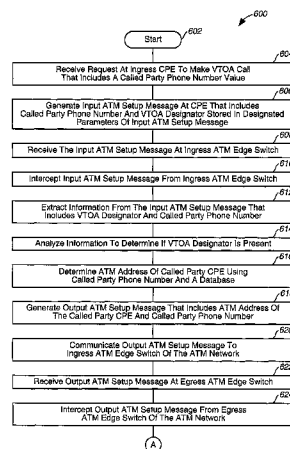 600
Start
602
604
Receive Request At Ingress CPE To Make VTOA
Call That Includes A Called Party Phone Number Value
606
Generate Input ATM Setup Message At CPE That Includes
Called Party Phone Number And VTOA Designator Stored In Designated
Parameters Of Input ATM Setup Message
608
Receive The Input ATM Setup Message At Ingress ATM Edge Switch
610
Intercept Input ATM Setup Message From Ingress ATM Edge Switch
612
Extract Information From The Input ATM Setup Message That
Includes VTOA Designator And Called Party Phone Number
614
Analyze Information To Determine If VTOA Designator Is Present
616
Determine ATM Address Of Called Party CPE Using
Called Party Phone Number And A Database
618
Generate Output ATM Setup Message That Includes ATM Address Of
The Called Party CPE And Called Party Phone Number
620
Communicate Output ATM Setup Message To
Ingress ATM Edge Switch Of The ATM Network
622
Receive Output ATM Setup Message At Egress ATM Edge Switch
624
Intercept Output ATM Setup Message From Egress
ATM Edge Switch Of The ATM Network
A